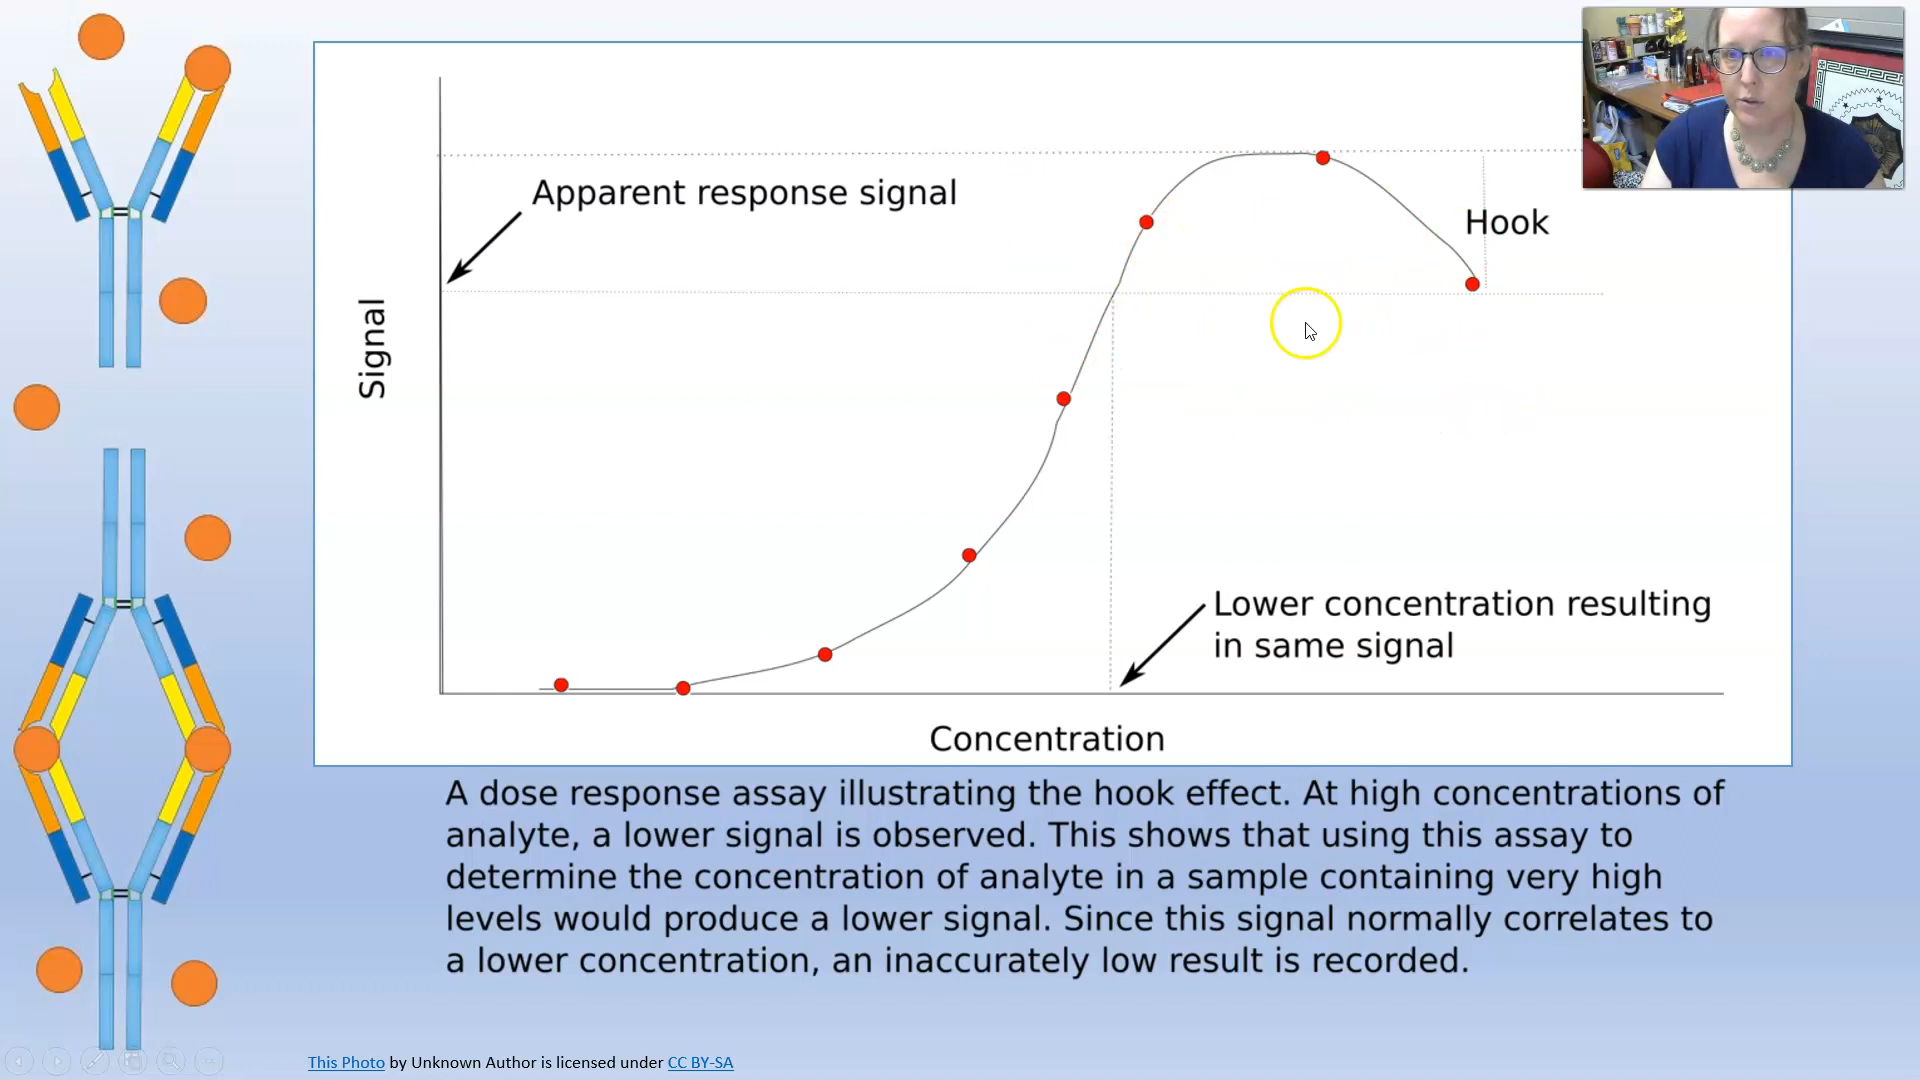 Apparent response signal
Hook
Signal
Lower concentration resulting
in same signal
Concentration
A dose response assay illustrating the hook effect. At high concentrations of
analyte, a lower signal is observed. This shows that using this assay to
determine the concentration of analyte in a sample containing very high
levels would produce a lower signal. Since this signal normally correlates to
a lower concentration, an inaccurately low result is recorded.
This Photo by Unknown Author is licensed under CC BY-SA